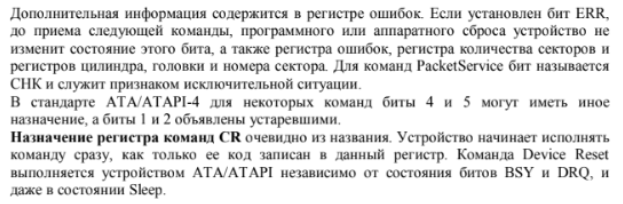 Дополнительная информация содержится в регистре ошибок. Если установлен бит ERR,
до приема следующей команды, программного или аппаратного сброса устройство не
изменит состояние этого бита, а также регистра ошибок, регистра количества секторов и
регистров цилиндра, головки и номера сектора. Для команд PacketService бит называется
СНК и служит признаком исключительной ситуации.
В стандарте ATA/ATAPI-4 для некоторых команд биты 4 и 5 могут иметь иное
назначение, а биты 1 и 2 объявлены устаревшими.
Назначение регистра команд CR очевидно из названия. Устройство начинает исполнять
команду сразу, как только ее код записан в данный регистр. Команда Device Reset
выполняется устройством ATA/ATAPI независимо от состояния битов BSY и DRQ, и
даже в состоянии Sleep.